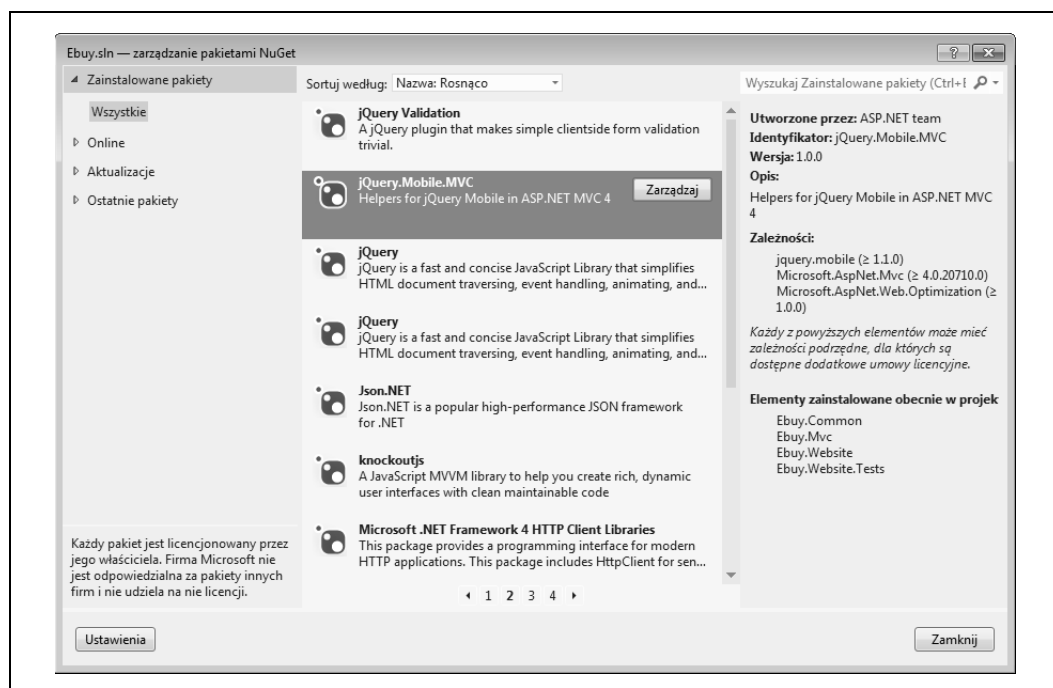 Ebuy.sln — zarządzanie pakietami NuGet
Zainstalowane pakiety
Wszystkie
Online
Aktualizacje
Ostatnie pakiety
Każdy pakiet jest licencjonowany przez
jego właściciela. Firma Microsoft nie
jest odpowiedzialna za pakiety innych
firm i nie udziela na nie licencji.
Ustawienia
Sortuj według: Nazwa: Rosnąco
jQuery Validation
A jQuery plugin that makes simple clientside form validation
trivial.
jQuery.Mobile.MVC
Helpers for jQuery Mobile in ASP.NET MVC 4
Zarządzaj
jQuery
jQuery is a fast and concise JavaScript Library that simplifies
HTML document traversing, event handling, animating, and...
jQuery
jQuery is a fast and concise JavaScript Library that simplifies
HTML document traversing, event handling, animating, and...
Json.NET
Json.NET is a popular high-performance JSON framework
for .NET
knockoutjs
A JavaScript MVVM library to help you create rich, dynamic
user interfaces with clean maintainable code
Microsoft .NET Framework 4 HTTP Client Libraries
This package provides a programming interface for modern
HTTP applications. This package includes HttpClient for sen...
1 2 3 4
Wyszukaj Zainstalowane pakiety (Ctrl+E
Utworzone przez: ASP.NET team
Identyfikator: jQuery.Mobile.MVC
Wersja: 1.0.0
Opis:
Helpers for jQuery Mobile in ASP.NET MVC
4
Zależności:
jquery.mobile (≥ 1.1.0)
Microsoft.AspNet.Mvc (≥ 4.0.20710.0)
Microsoft.AspNet.Web.Optimization (≥
1.0.0)
Każdy z powyższych elementów może mieć
zależności podrzędne, dla których są
dostępne dodatkowe umowy licencyjne.
Elementy zainstalowane obecnie w projek
Ebuy.Common
Ebuy.Mvc
Ebuy.Website
Ebuy.Website.Tests
Zamknij